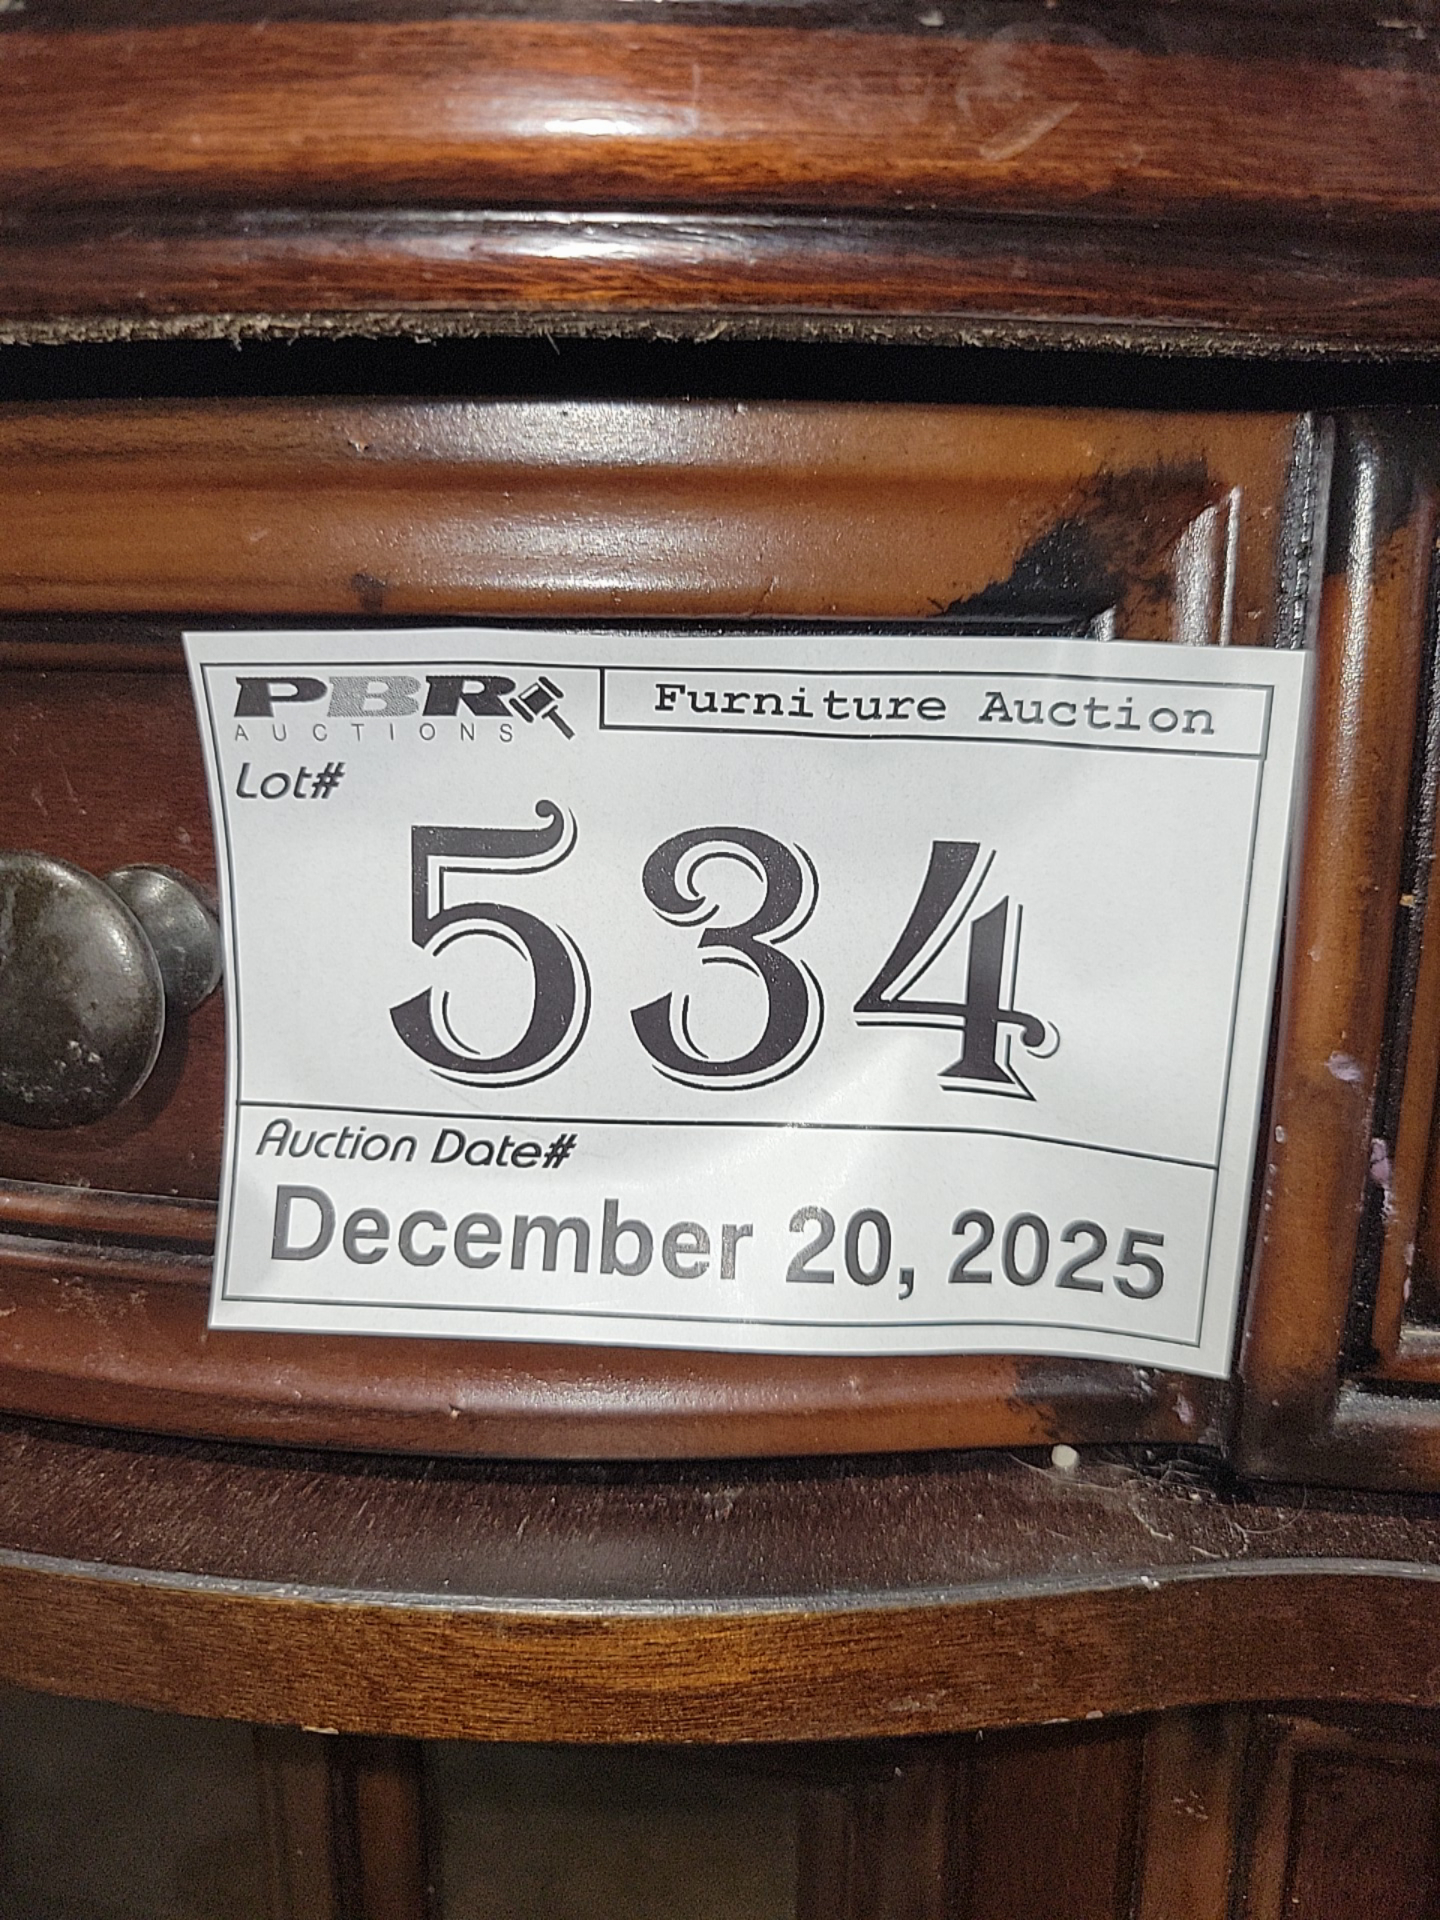 PBR
AUCTIONS
Furniture Auction
Lot#
534
Auction Date#
December 20, 2025